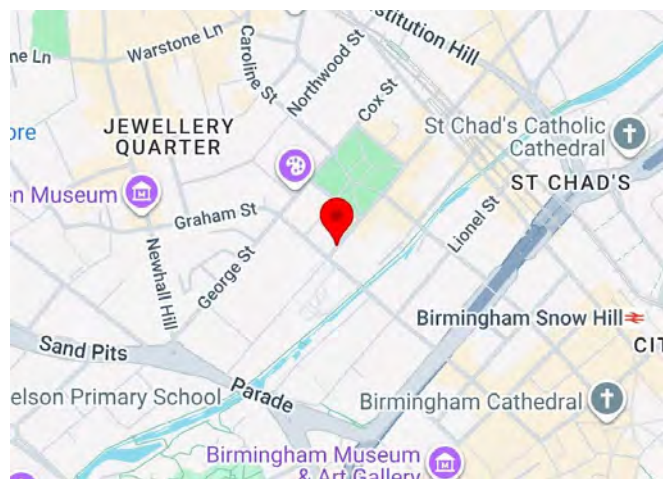 ne Ln
Warstone Ln
Caroline St
Northwood St
stitution Hill
Cox St
ore
JEWELLERY
QUARTER
St Chad's Catholic
Cathedral
en Museum
ST CHAD'S
Graham St
Lionel St
Newhall Hill
George St
Birmingham Snow Hill
CIT
Sand Pits
elson Primary School
Parade
Birmingham Cathedral
Birmingham Museum
& Art Gallery